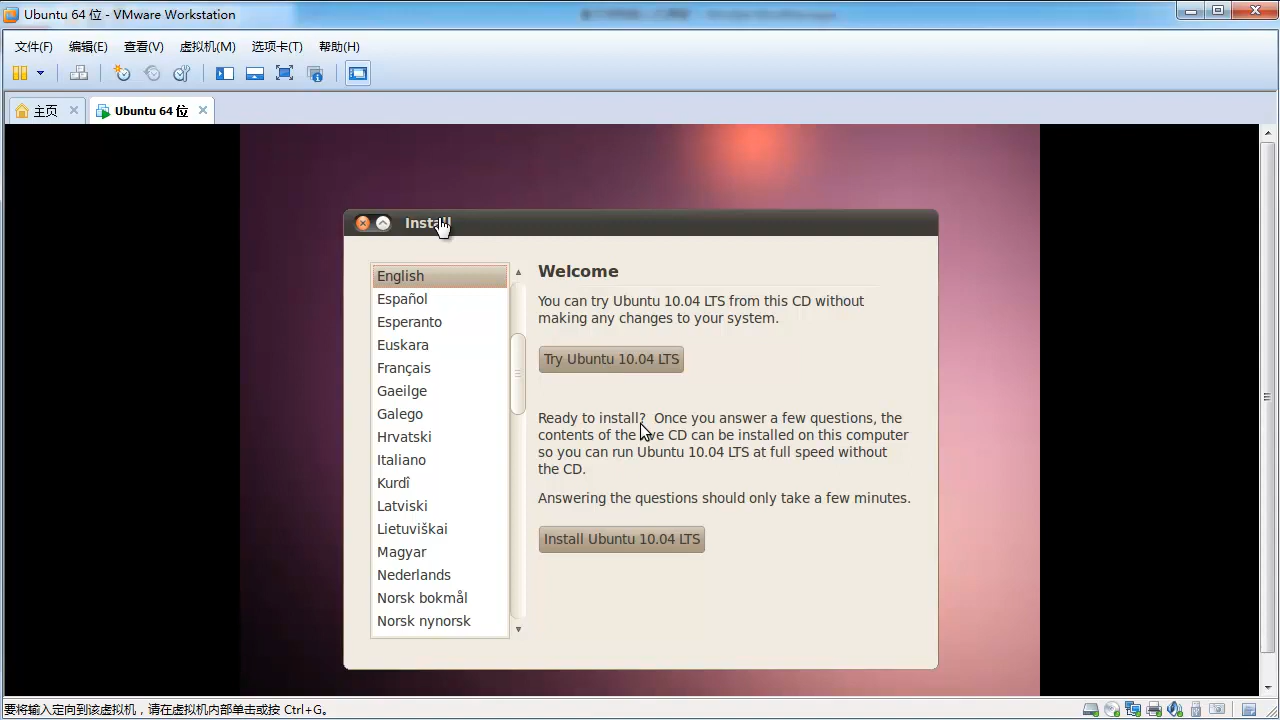 Ubuntu 64 位 - VMware Workstation
文件(F) 编辑(E) 查看(V) 虚拟机(M) 选项卡(T) 帮助(H)
主页 Ubuntu 64 位
Install
English
Español
Esperanto
Euskara
Français
Gaeilge
Galego
Hrvatski
Italiano
Kurdî
Latviski
Lietuviškai
Magyar
Nederlands
Norsk bokmål
Norsk nynorsk
Welcome
You can try Ubuntu 10.04 LTS from this CD without
making any changes to your system.
Try Ubuntu 10.04 LTS
Ready to install? Once you answer a few questions, the
contents of the live CD can be installed on this computer
so you can run Ubuntu 10.04 LTS at full speed without
the CD.
Answering the questions should only take a few minutes.
Install Ubuntu 10.04 LTS
要将输入定向到该虚拟机，请在虚拟机内部单击或按 Ctrl+G。